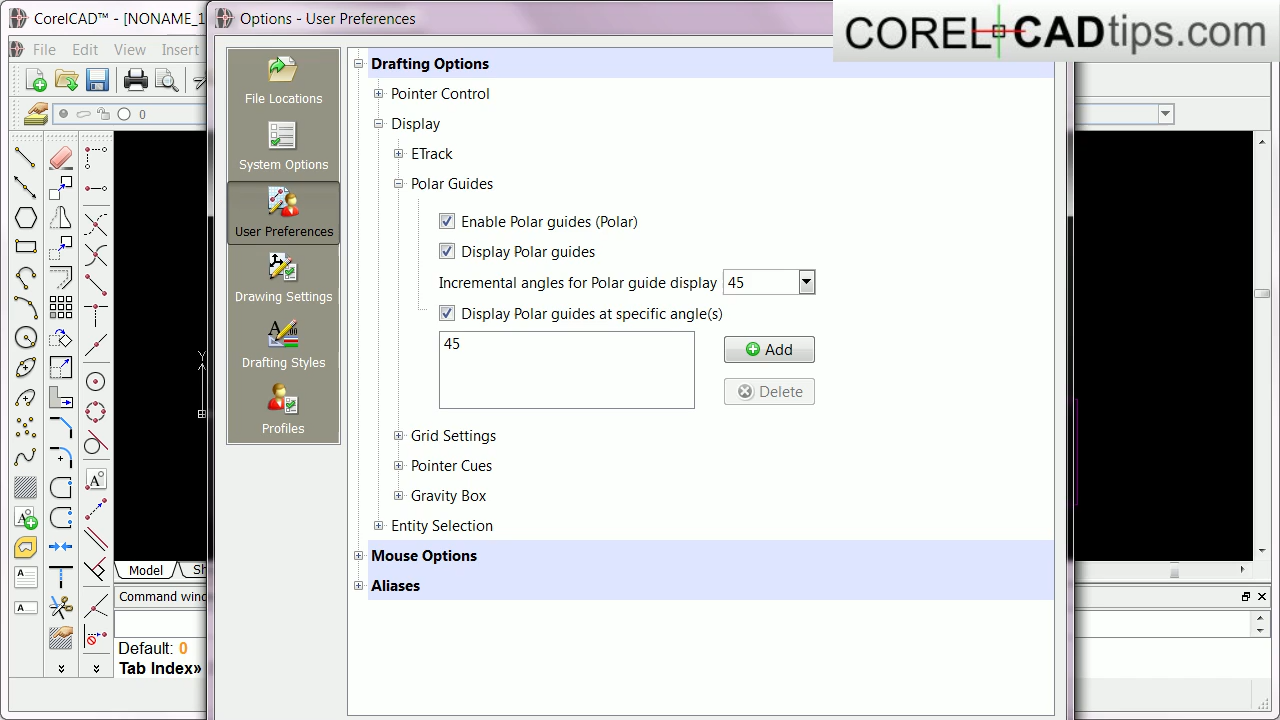 CorelCAD™ - [NONAME_1
Options - User Preferences
COREL CADtips.com
File Edit View Insert
0
File Locations
System Options
User Preferences
Drawing Settings
Drafting Styles
Profiles
Drafting Options
Pointer Control
Display
ETrack
Polar Guides
Enable Polar guides (Polar)
Display Polar guides
Incremental angles for Polar guide display 45
Display Polar guides at specific angle(s)
45
Add
Delete
Grid Settings
Pointer Cues
Gravity Box
Entity Selection
Mouse Options
Aliases
Y
Model Sh
Command wind
Default: 0
Tab Index»